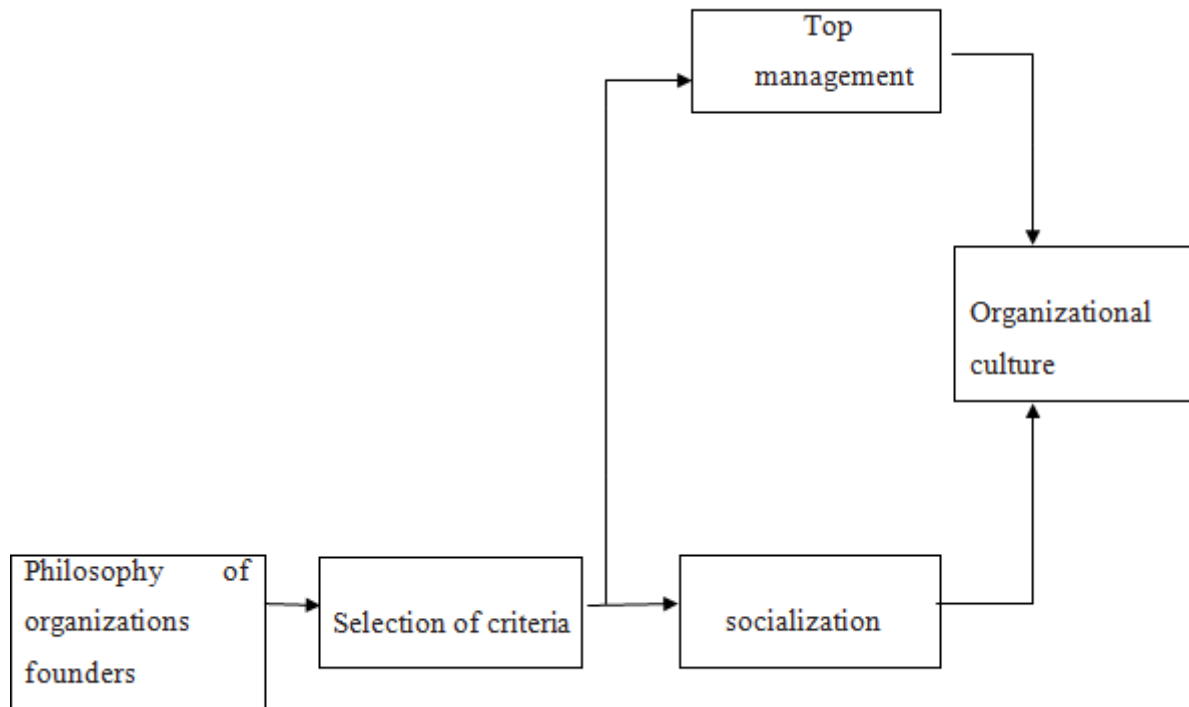 Top
management
Organizational
culture
Philosophy of
organizations
founders
Selection of criteria
socialization